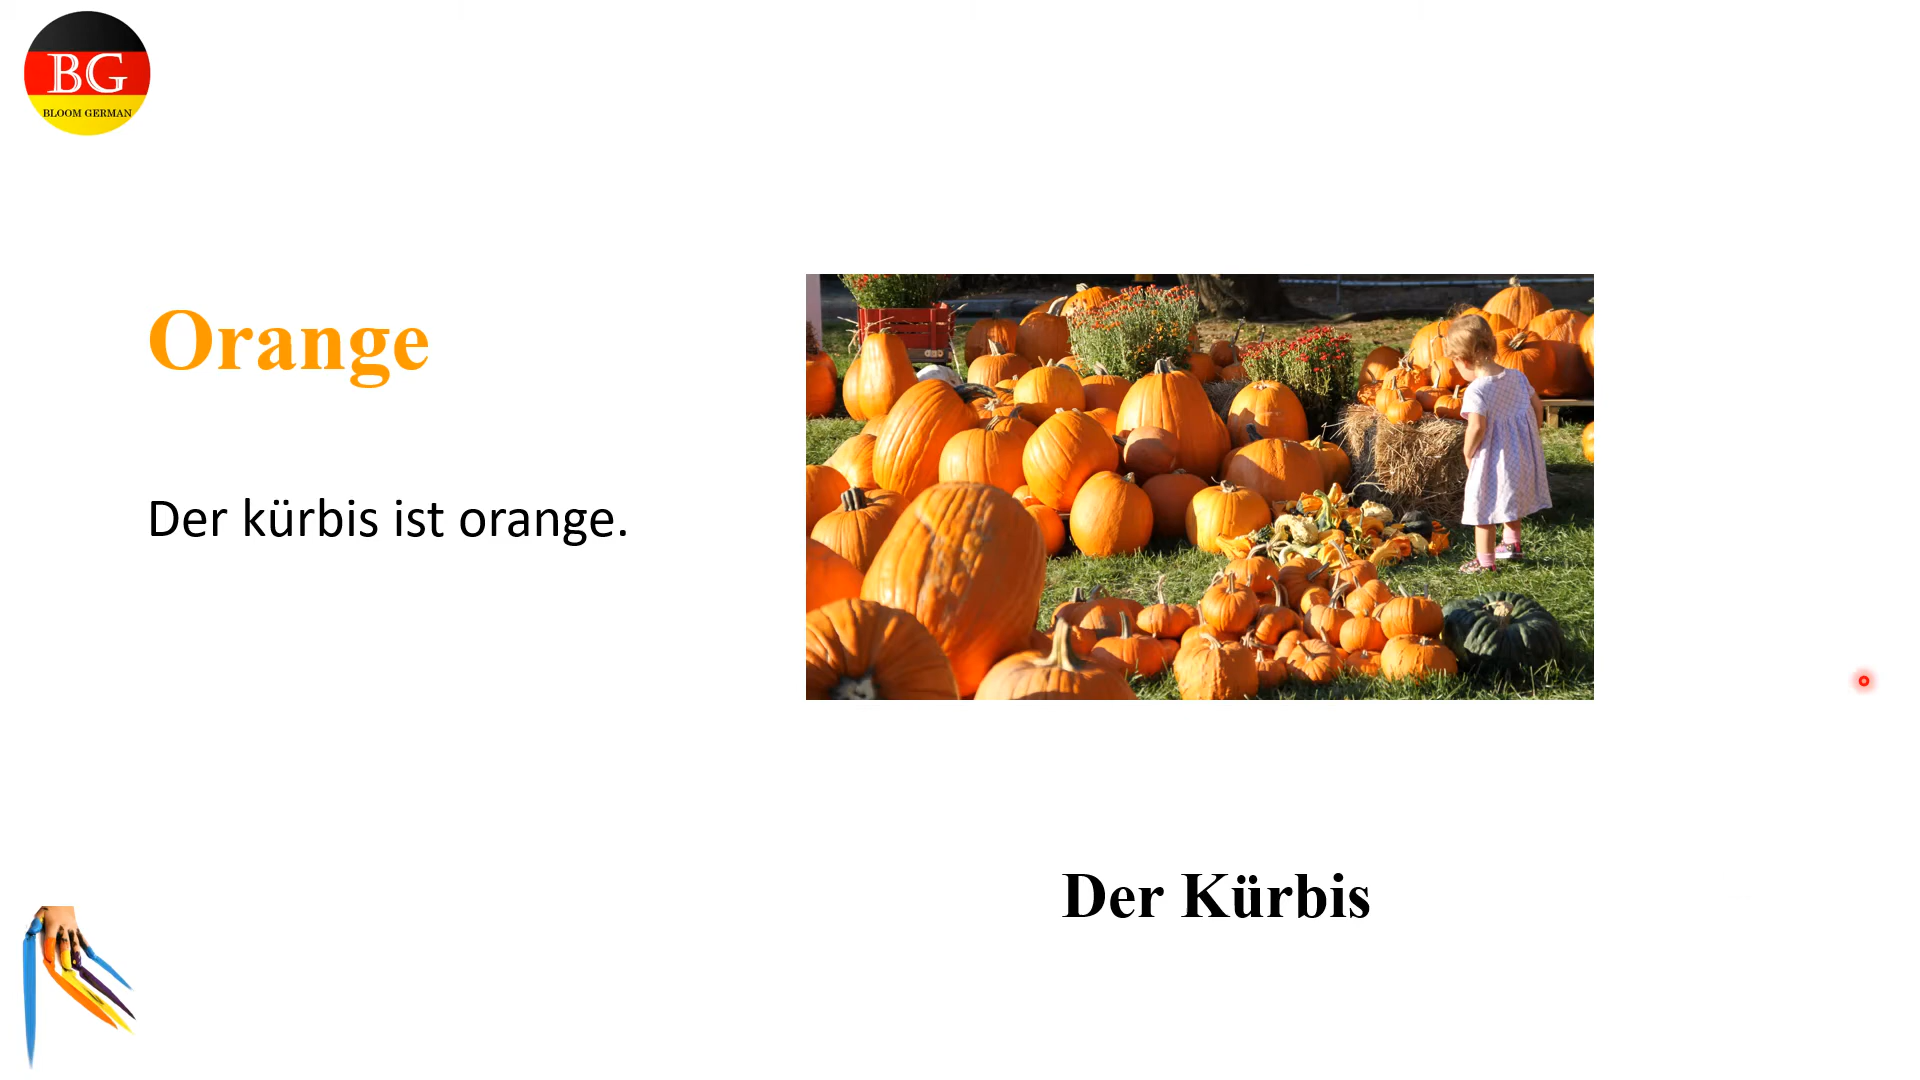 BG
BLOOM GERMAN
Orange
Der kürbis ist orange.
Der Kürbis